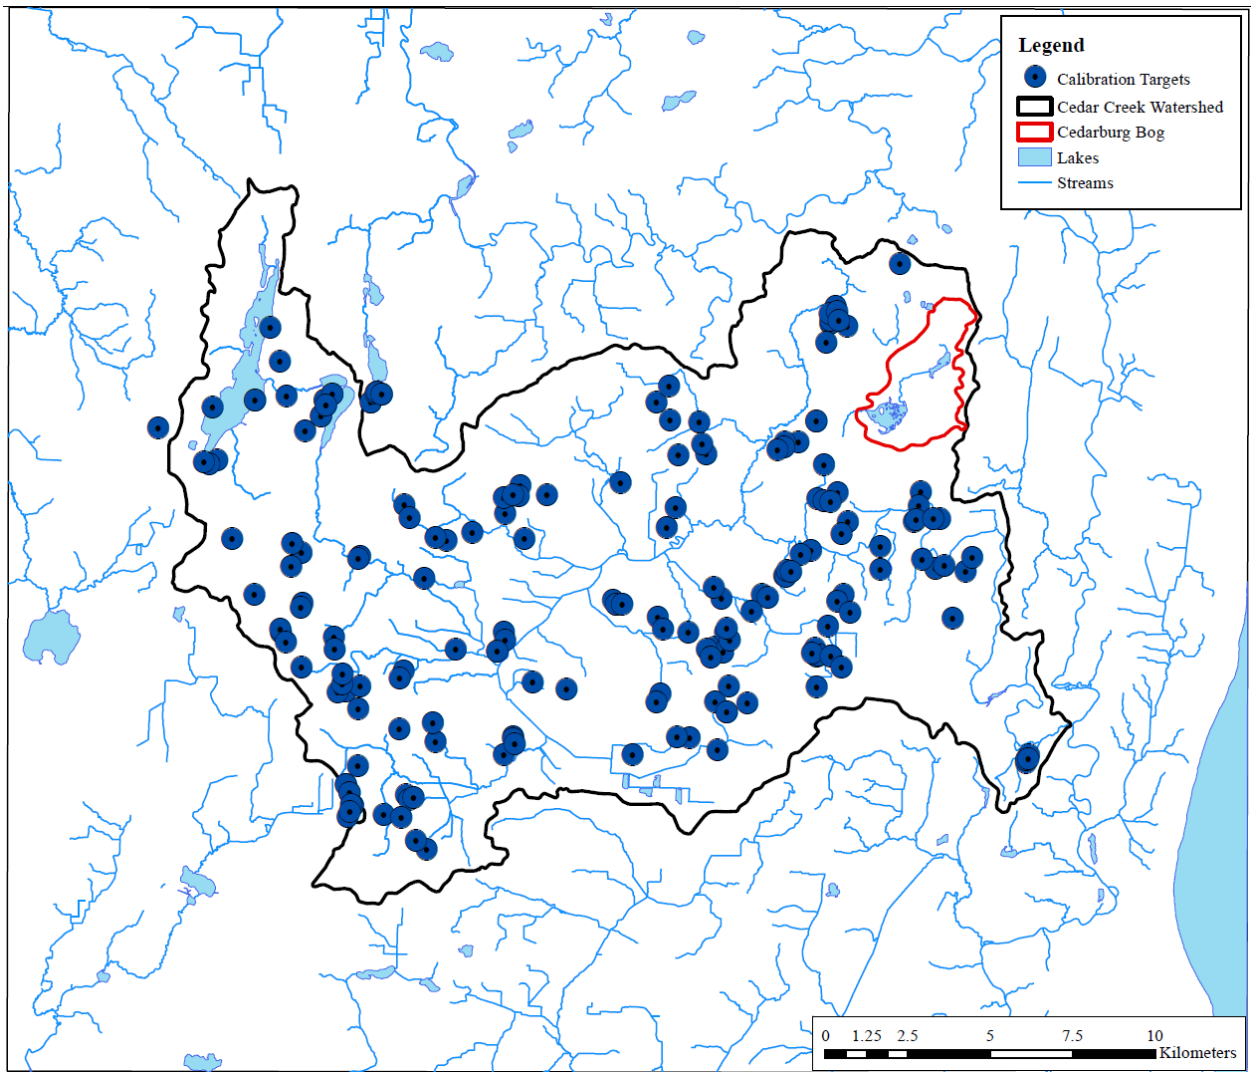 Legend
Calibration Targets
Cedar Creek Watershed
Cedarburg Bog
Lakes
Streams
0 1.25 2.5 5 7.5 10
Kilometers